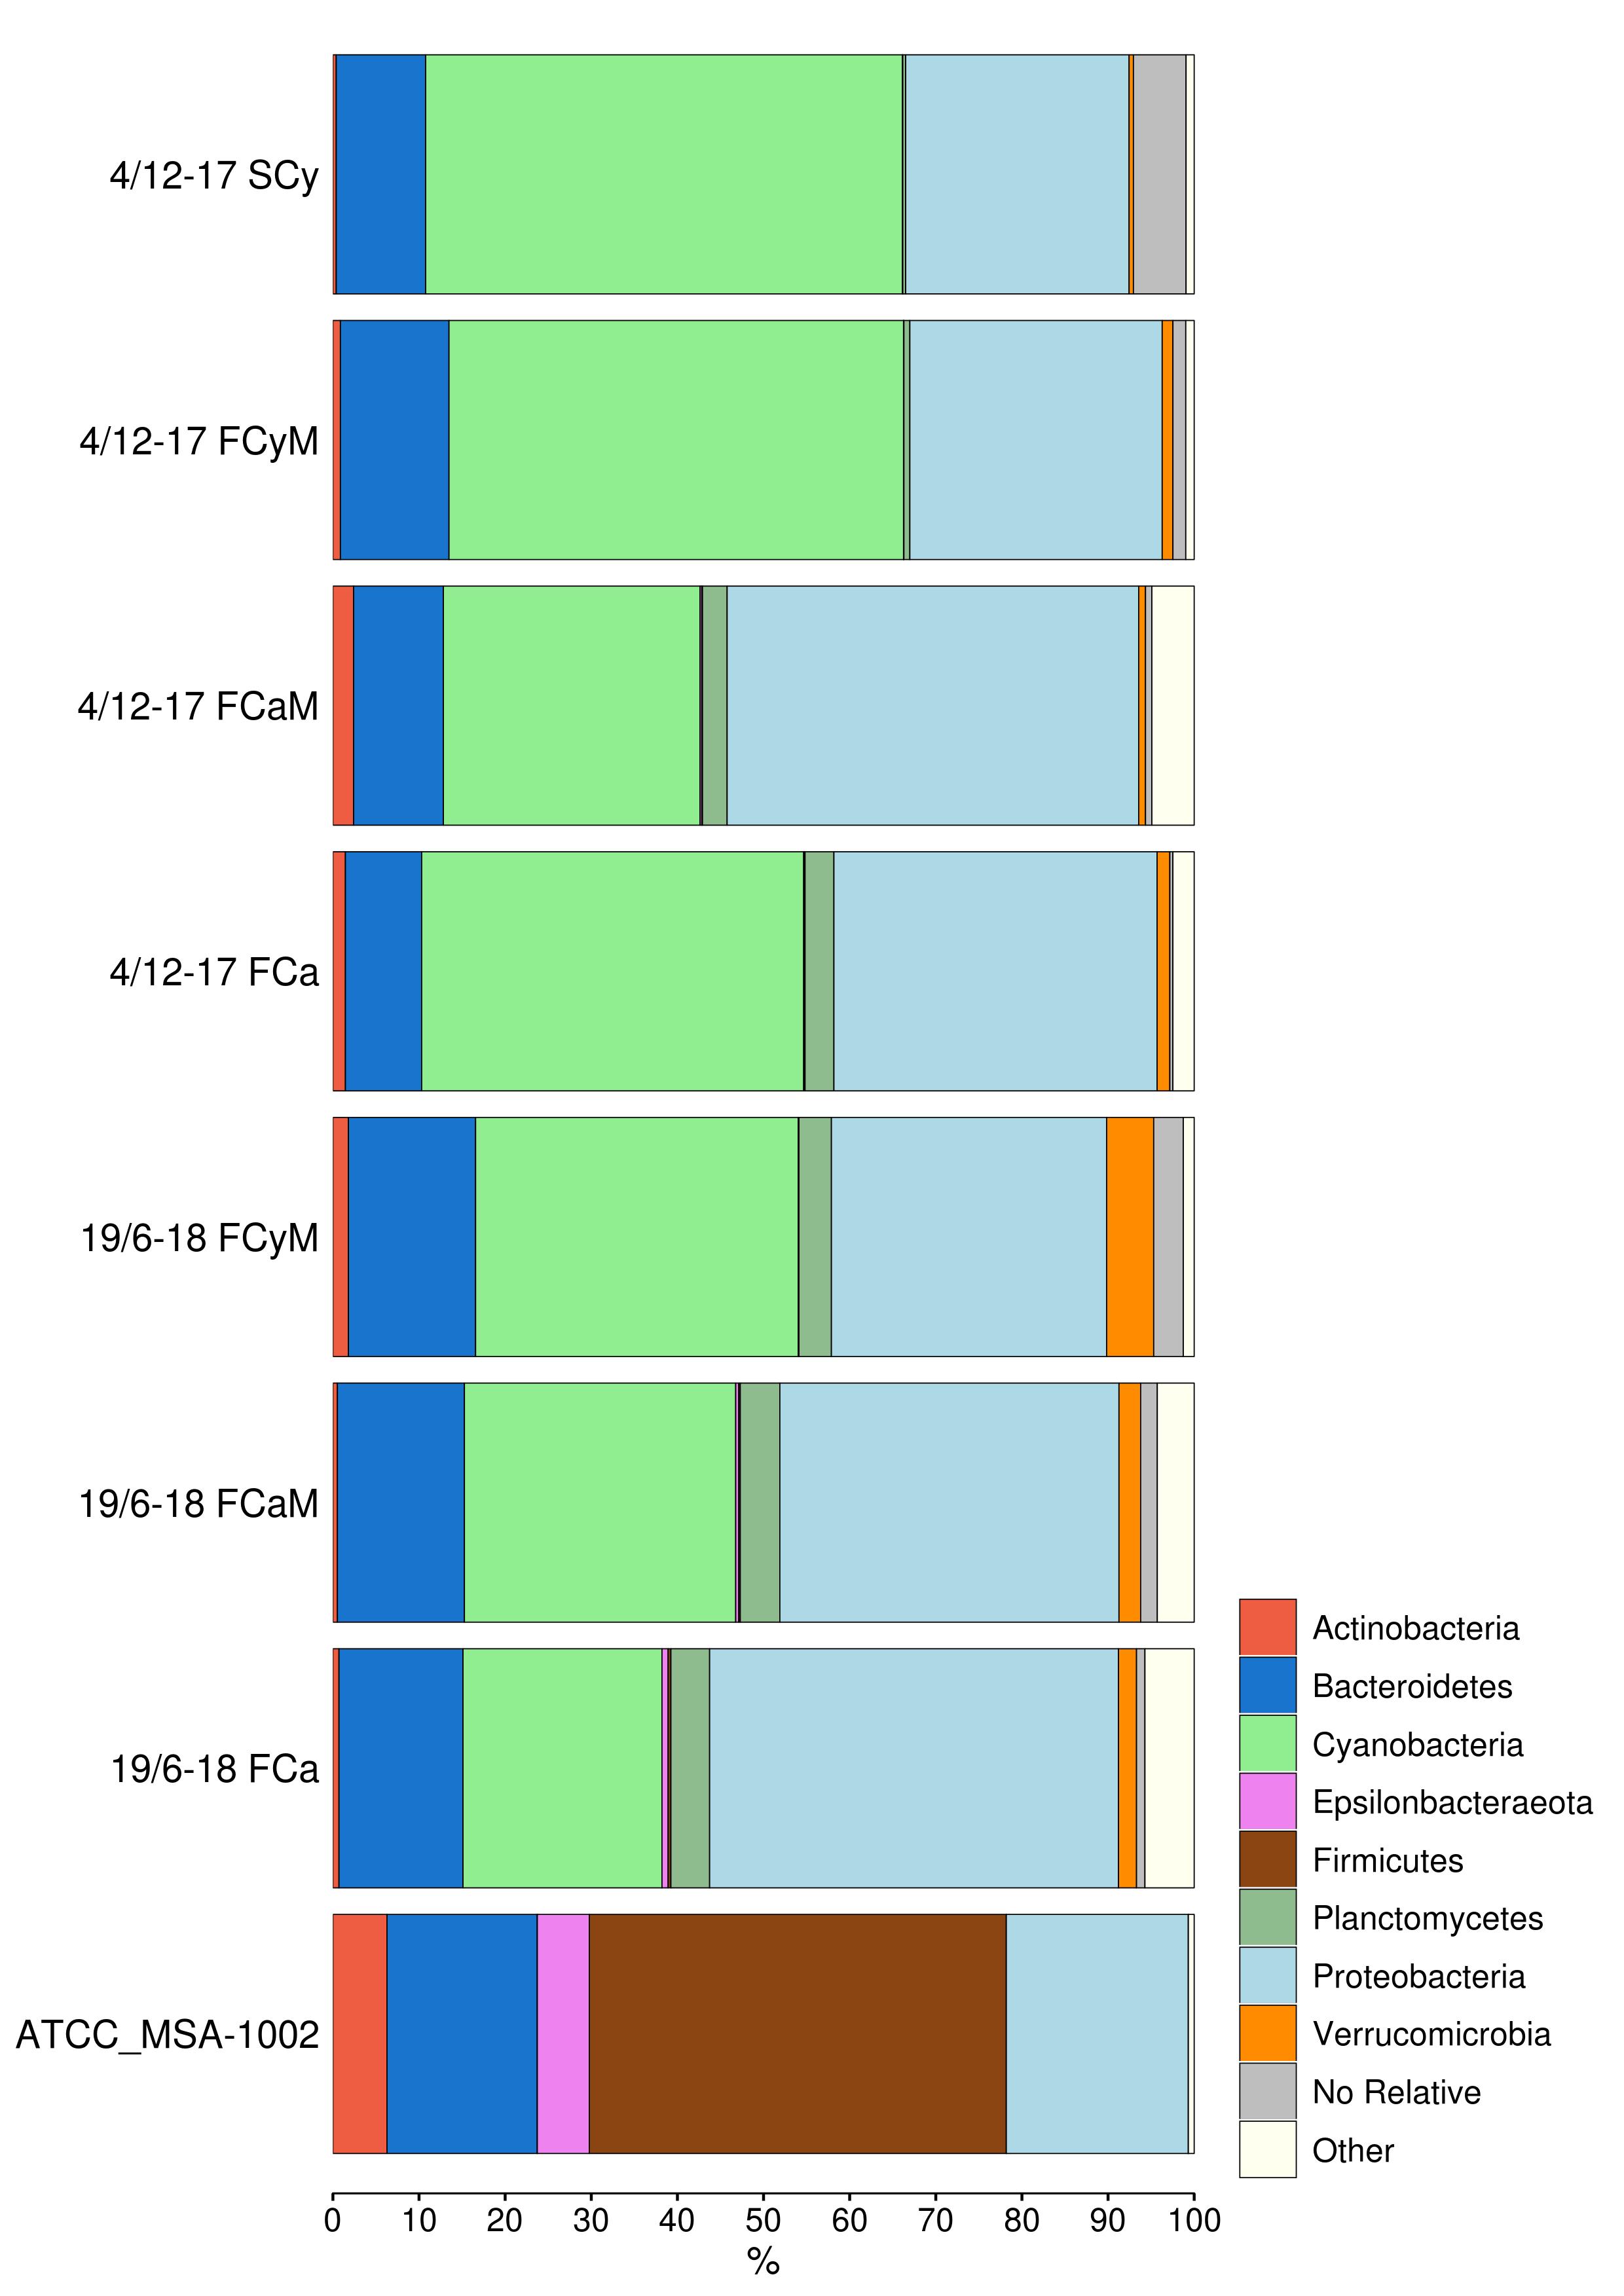 4/12-17 SCy
4/12-17 FCyM
4/12-17 FCaM
4/12-17 FCa
19/6-18 FCyM
19/6-18 FCaM
19/6-18 FCa
ATCC_MSA-1002
0 10 20 30 40 50 60 70 80 90 100
%
Actinobacteria
Bacteroidetes
Cyanobacteria
Epsilonbacteraeota
Firmicutes
Planctomycetes
Proteobacteria
Verrucomicrobia
No Relative
Other